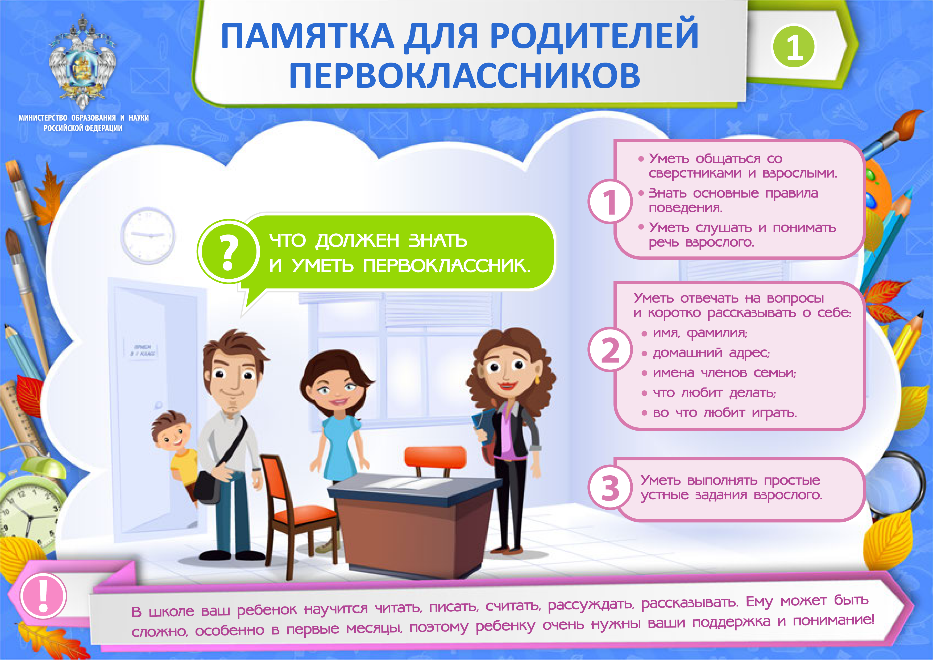 ПАМЯТКА ДЛЯ РОДИТЕЛЕЙ
ПЕРВОКЛАССНИКОВ
1
МИНИСТЕРСТВО ОБРАЗОВАНИЯ И НАУКИ
РОССИЙСКОЙ ФЕДЕРАЦИИ
?
ЧТО ДОЛЖЕН ЗНАТЬ
И УМЕТЬ ПЕРВОКЛАССНИК.
ПРИЕМ
В 1 КЛАСС
1
• Уметь общаться со
сверстниками и взрослыми.
• Знать основные правила
поведения.
• Уметь слушать и понимать
речь взрослого.
2
Уметь отвечать на вопросы
и коротко рассказывать о себе:
• имя, фамилия;
• домашний адрес;
• имена членов семьи;
• что любит делать;
• во что любит играть.
3
Уметь выполнять простые
устные задания взрослого.
!
В школе ваш ребенок научится читать, писать, считать, рассуждать, рассказывать. Ему может быть
сложно, особенно в первые месяцы, поэтому ребенку очень нужны ваши поддержка и понимание!